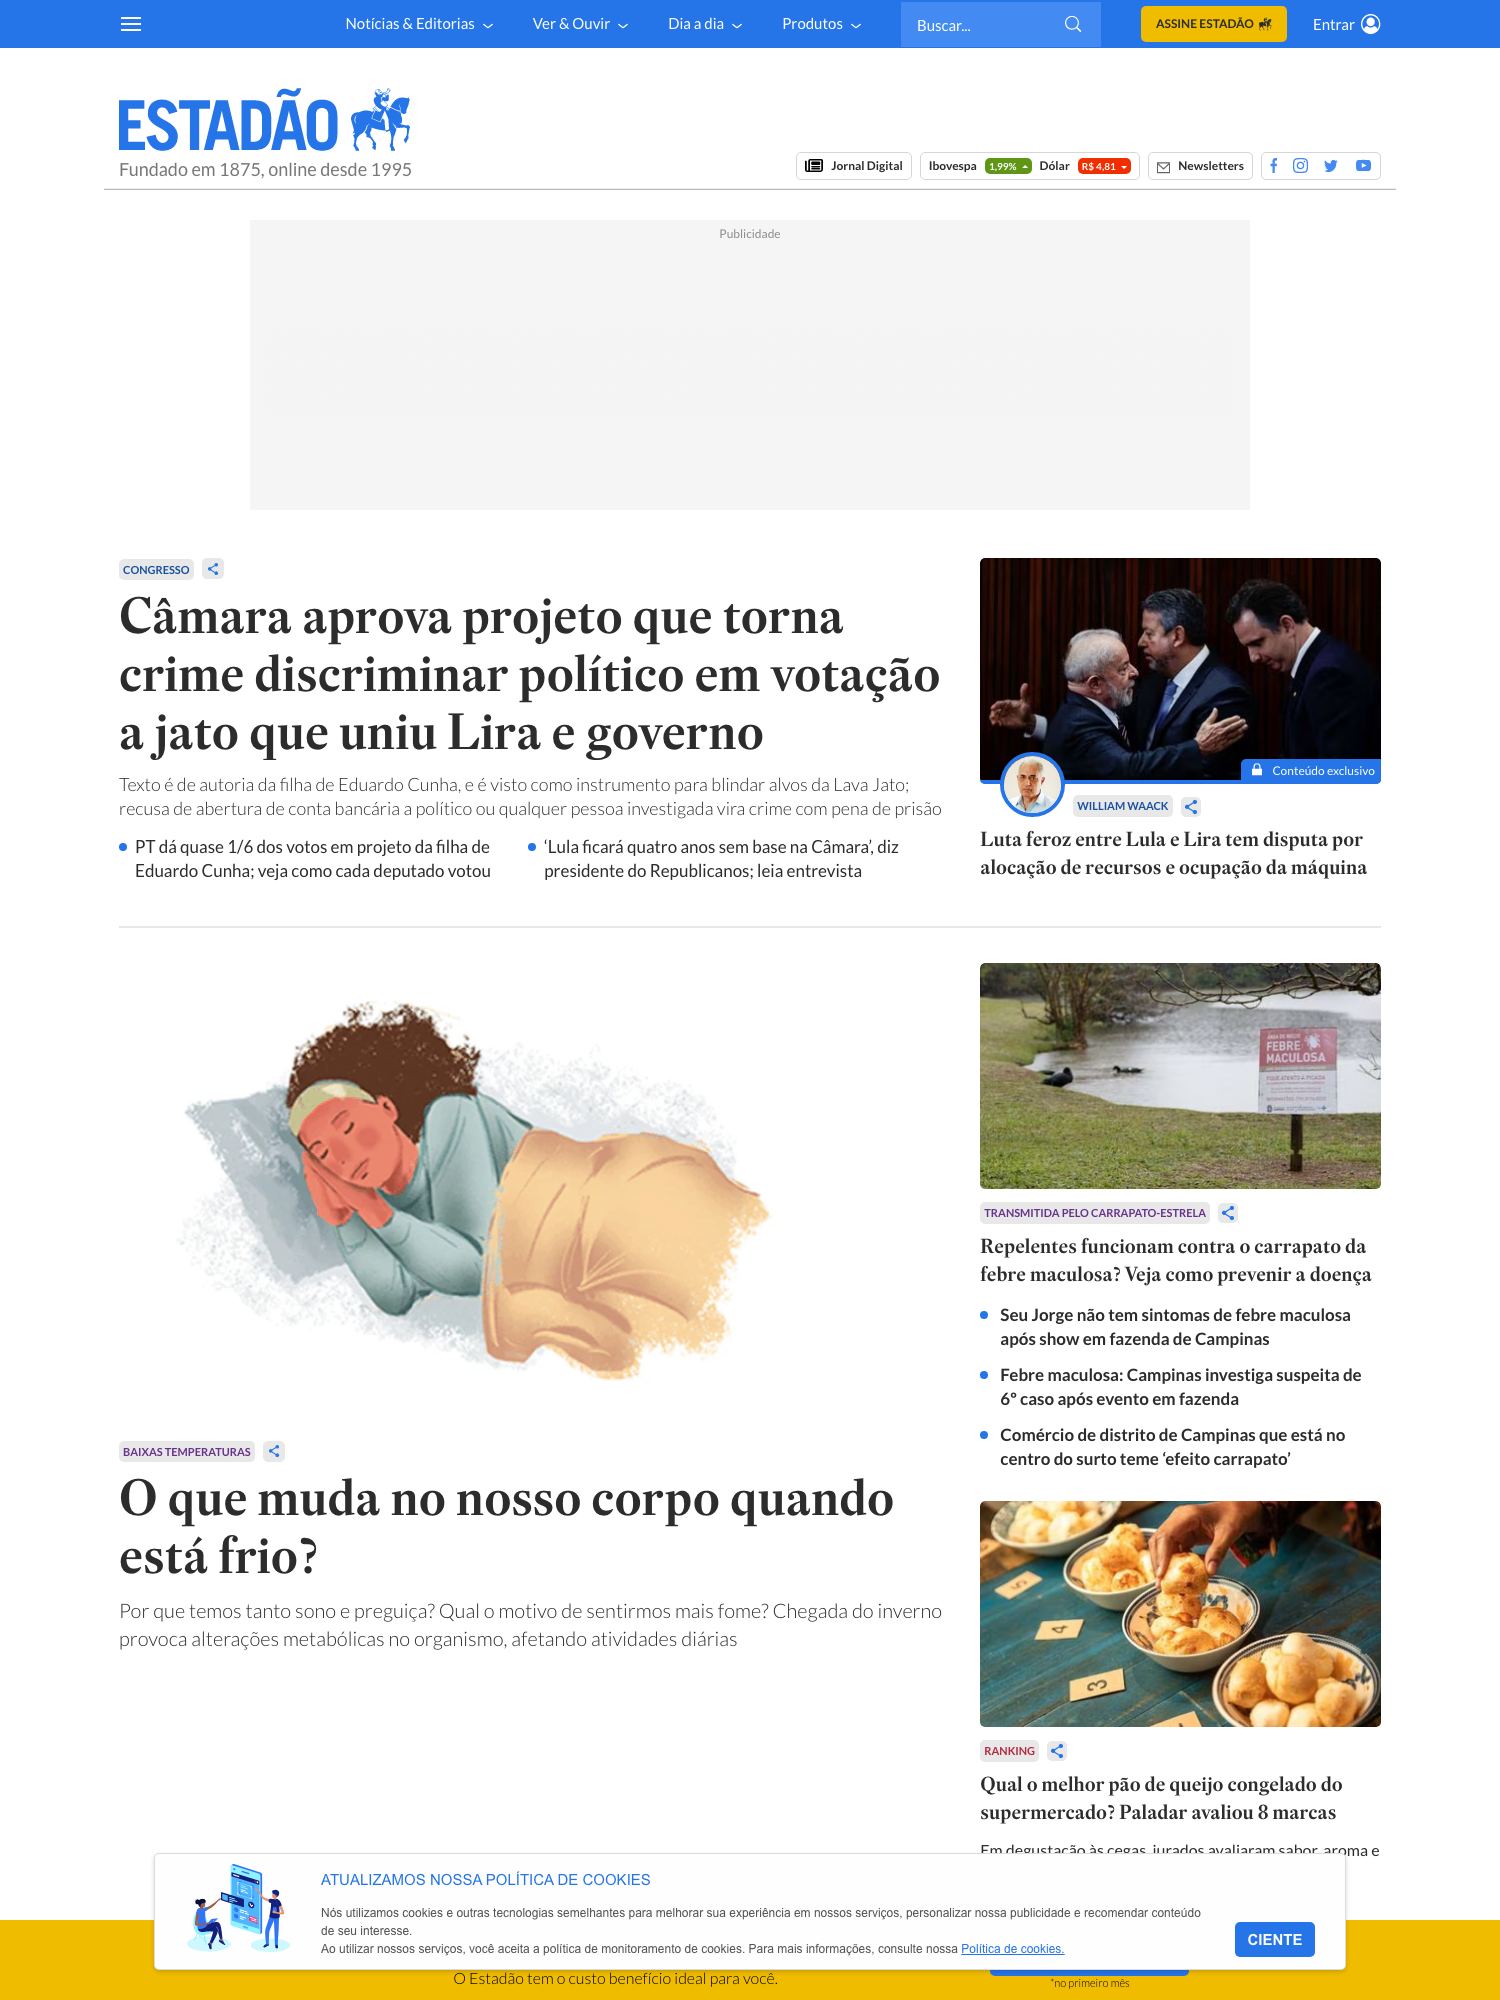 Notícias & Editorias
Ver & Ouvir
Dia a dia
Produtos
Buscar...
ASSINE ESTADÃO
Entrar
ESTADÃO
Fundado em 1875, online desde 1995
Jornal Digital
Ibovespa 1,99% Dólar R$ 4,81
Newsletters
Publicidade
CONGRESSO
Câmara aprova projeto que torna
crime discriminar político em votação
a jato que uniu Lira e governo
Texto é de autoria da filha de Eduardo Cunha, e é visto como instrumento para blindar alvos da Lava Jato;
recusa de abertura de conta bancária a político ou qualquer pessoa investigada vira crime com pena de prisão
PT dá quase 1/6 dos votos em projeto da filha de
Eduardo Cunha; veja como cada deputado votou
‘Lula ficará quatro anos sem base na Câmara’, diz
presidente do Republicanos; leia entrevista
Conteúdo exclusivo
WILLIAM WAACK
Luta feroz entre Lula e Lira tem disputa por
alocação de recursos e ocupação da máquina
BAIXAS TEMPERATURAS
O que muda no nosso corpo quando
está frio?
Por que temos tanto sono e preguiça? Qual o motivo de sentirmos mais fome? Chegada do inverno
provoca alterações metabólicas no organismo, afetando atividades diárias
FEBRE
MACULOSA
TRANSMITIDA PELO CARRAPATO-ESTRELA
Repelentes funcionam contra o carrapato da
febre maculosa? Veja como prevenir a doença
Seu Jorge não tem sintomas de febre maculosa
após show em fazenda de Campinas
Febre maculosa: Campinas investiga suspeita de
6º caso após evento em fazenda
Comércio de distrito de Campinas que está no
centro do surto teme ‘efeito carrapato’
5
4
3
RANKING
Qual o melhor pão de queijo congelado do
supermercado? Paladar avaliou 8 marcas
Em degustação às cegas, jurados avaliaram sabor, aroma e
ATUALIZAMOS NOSSA POLÍTICA DE COOKIES
Nós utilizamos cookies e outras tecnologias semelhantes para melhorar sua experiência em nossos serviços, personalizar nossa publicidade e recomendar conteúdo
de seu interesse.
Ao utilizar nossos serviços, você aceita a política de monitoramento de cookies. Para mais informações, consulte nossa Política de cookies.
CIENTE
O Estadão tem o custo benefício ideal para você.
*no primeiro mês